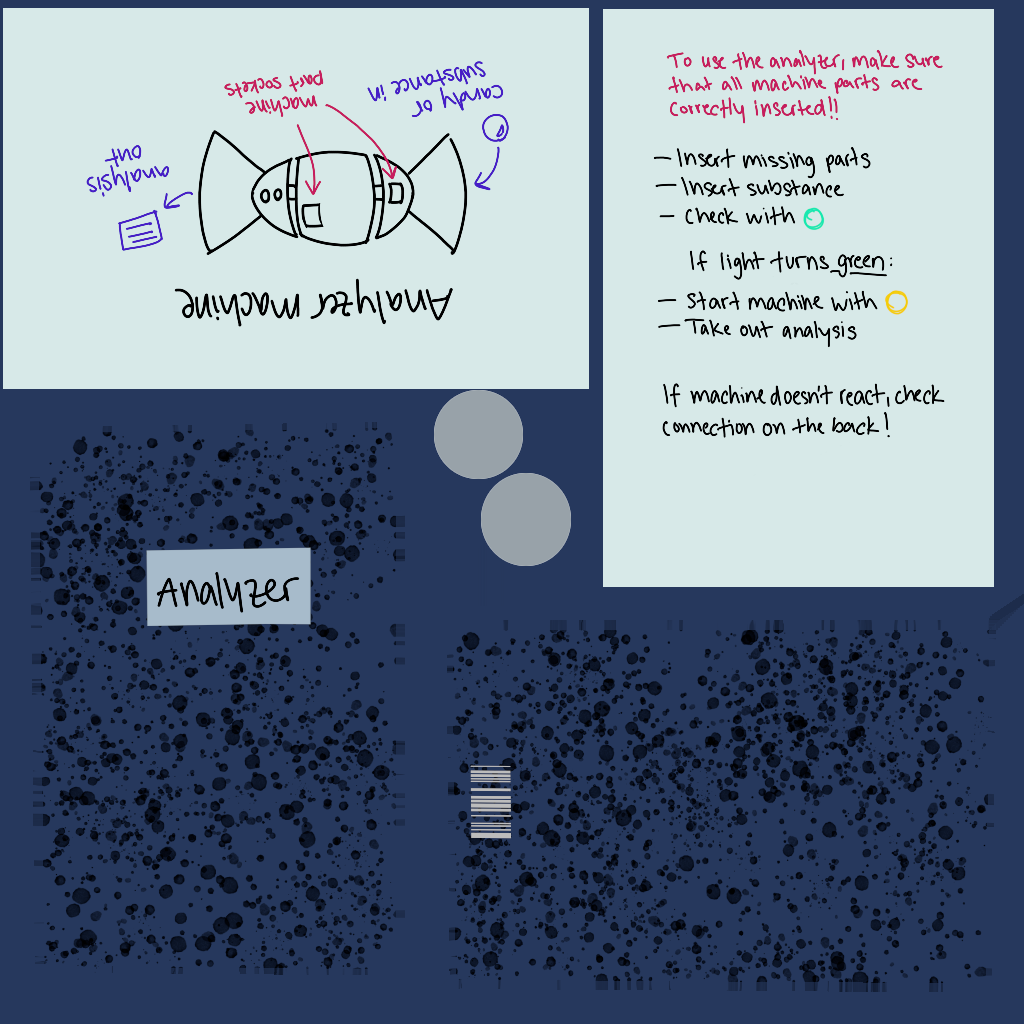 Analyzer machine
analysis
out
machine
part sockets
candy or
substance in
To use the analyzer, make sure
that all machine parts are
correctly inserted!!
- Insert missing parts
- Insert substance
- Check with
If light turns green:
- Start machine with
- Take out analysis
If machine doesn't react, check
connection on the back!
Analyzer